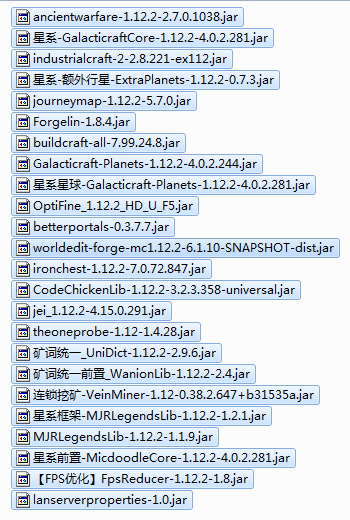 ancientwarfare-1.12.2-2.7.0.1038.jar
星系-GalacticraftCore-1.12.2-4.0.2.281.jar
industrialcraft-2-2.8.221-ex112.jar
星系-额外行星-ExtraPlanets-1.12.2-0.7.3.jar
journeymap-1.12.2-5.7.0.jar
Forgelin-1.8.4.jar
buildcraft-all-7.99.24.8.jar
Galacticraft-Planets-1.12.2-4.0.2.244.jar
星系星球-Galacticraft-Planets-1.12.2-4.0.2.281.jar
OptiFine_1.12.2_HD_U_F5.jar
betterportals-0.3.7.7.jar
worldedit-forge-mc1.12.2-6.1.10-SNAPSHOT-dist.jar
ironchest-1.12.2-7.0.72.847.jar
CodeChickenLib-1.12.2-3.2.3.358-universal.jar
jei_1.12.2-4.15.0.291.jar
theoneprobe-1.12-1.4.28.jar
矿词统一_UniDict-1.12.2-2.9.6.jar
矿词统一前置_WanionLib-1.12.2-2.4.jar
连锁挖矿-VeinMiner-1.12-0.38.2.647+b31535a.jar
星系框架-MJRLegendsLib-1.12.2-1.2.1.jar
MJRLegendsLib-1.12.2-1.1.9.jar
星系前置-MicdoodleCore-1.12.2-4.0.2.281.jar
【FPS优化】FpsReducer-1.12.2-1.8.jar
lanserverproperties-1.0.jar